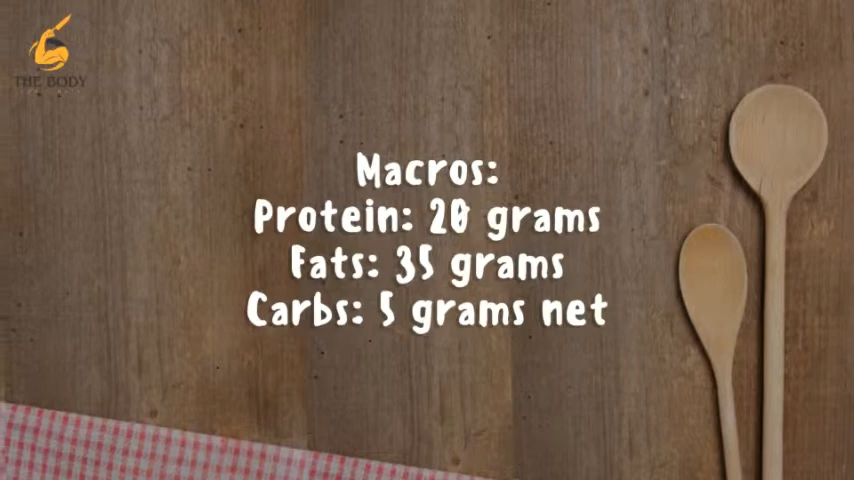 THE BODY
Macros:
Protein: 20 grams
Fats: 35 grams
Carbs: 5 grams net